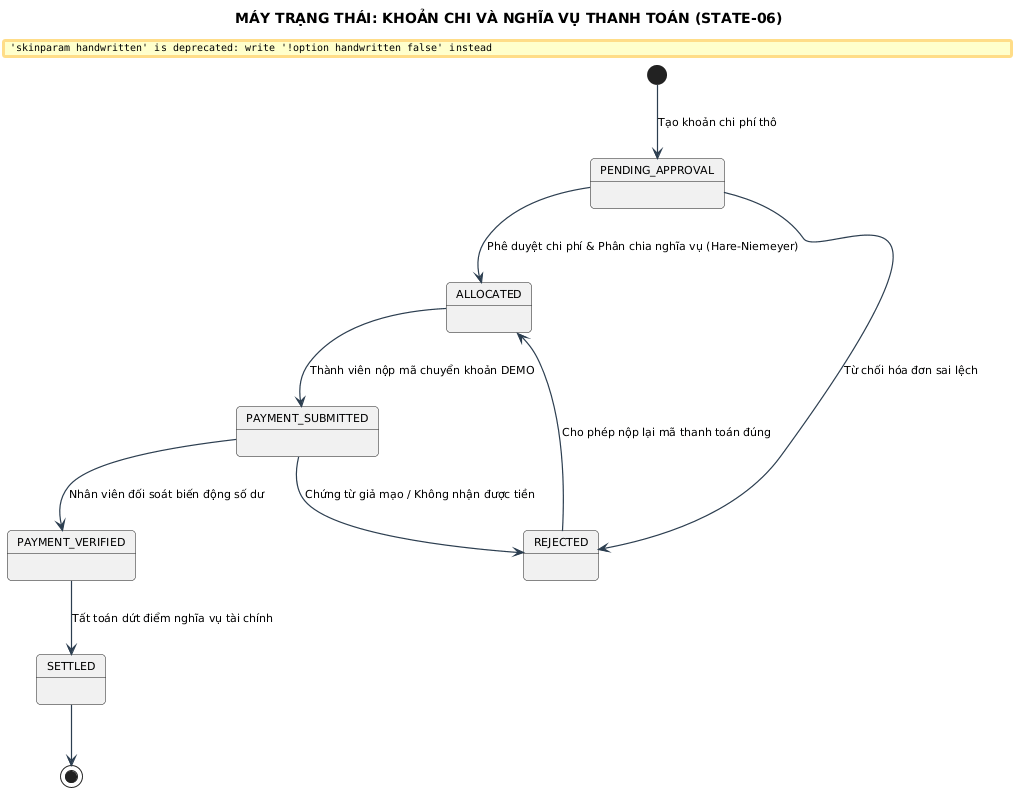 MÁY TRẠNG THÁI: KHOẢN CHI VÀ NGHĨA VỤ THANH TOÁN (STATE-06)
'skinparam handwritten' is deprecated: write '!option handwritten false' instead
Tạo khoản chi phí thô
PENDING_APPROVAL
Phê duyệt chi phí & Phân chia nghĩa vụ (Hare-Niemeyer)
ALLOCATED
Thành viên nộp mã chuyển khoản DEMO
Từ chối hóa đơn sai lệch
PAYMENT_SUBMITTED
Cho phép nộp lại mã thanh toán đúng
Nhân viên đối soát biến động số dư
Chứng từ giả mạo / Không nhận được tiền
PAYMENT_VERIFIED
REJECTED
Tất toán dứt điểm nghĩa vụ tài chính
SETTLED